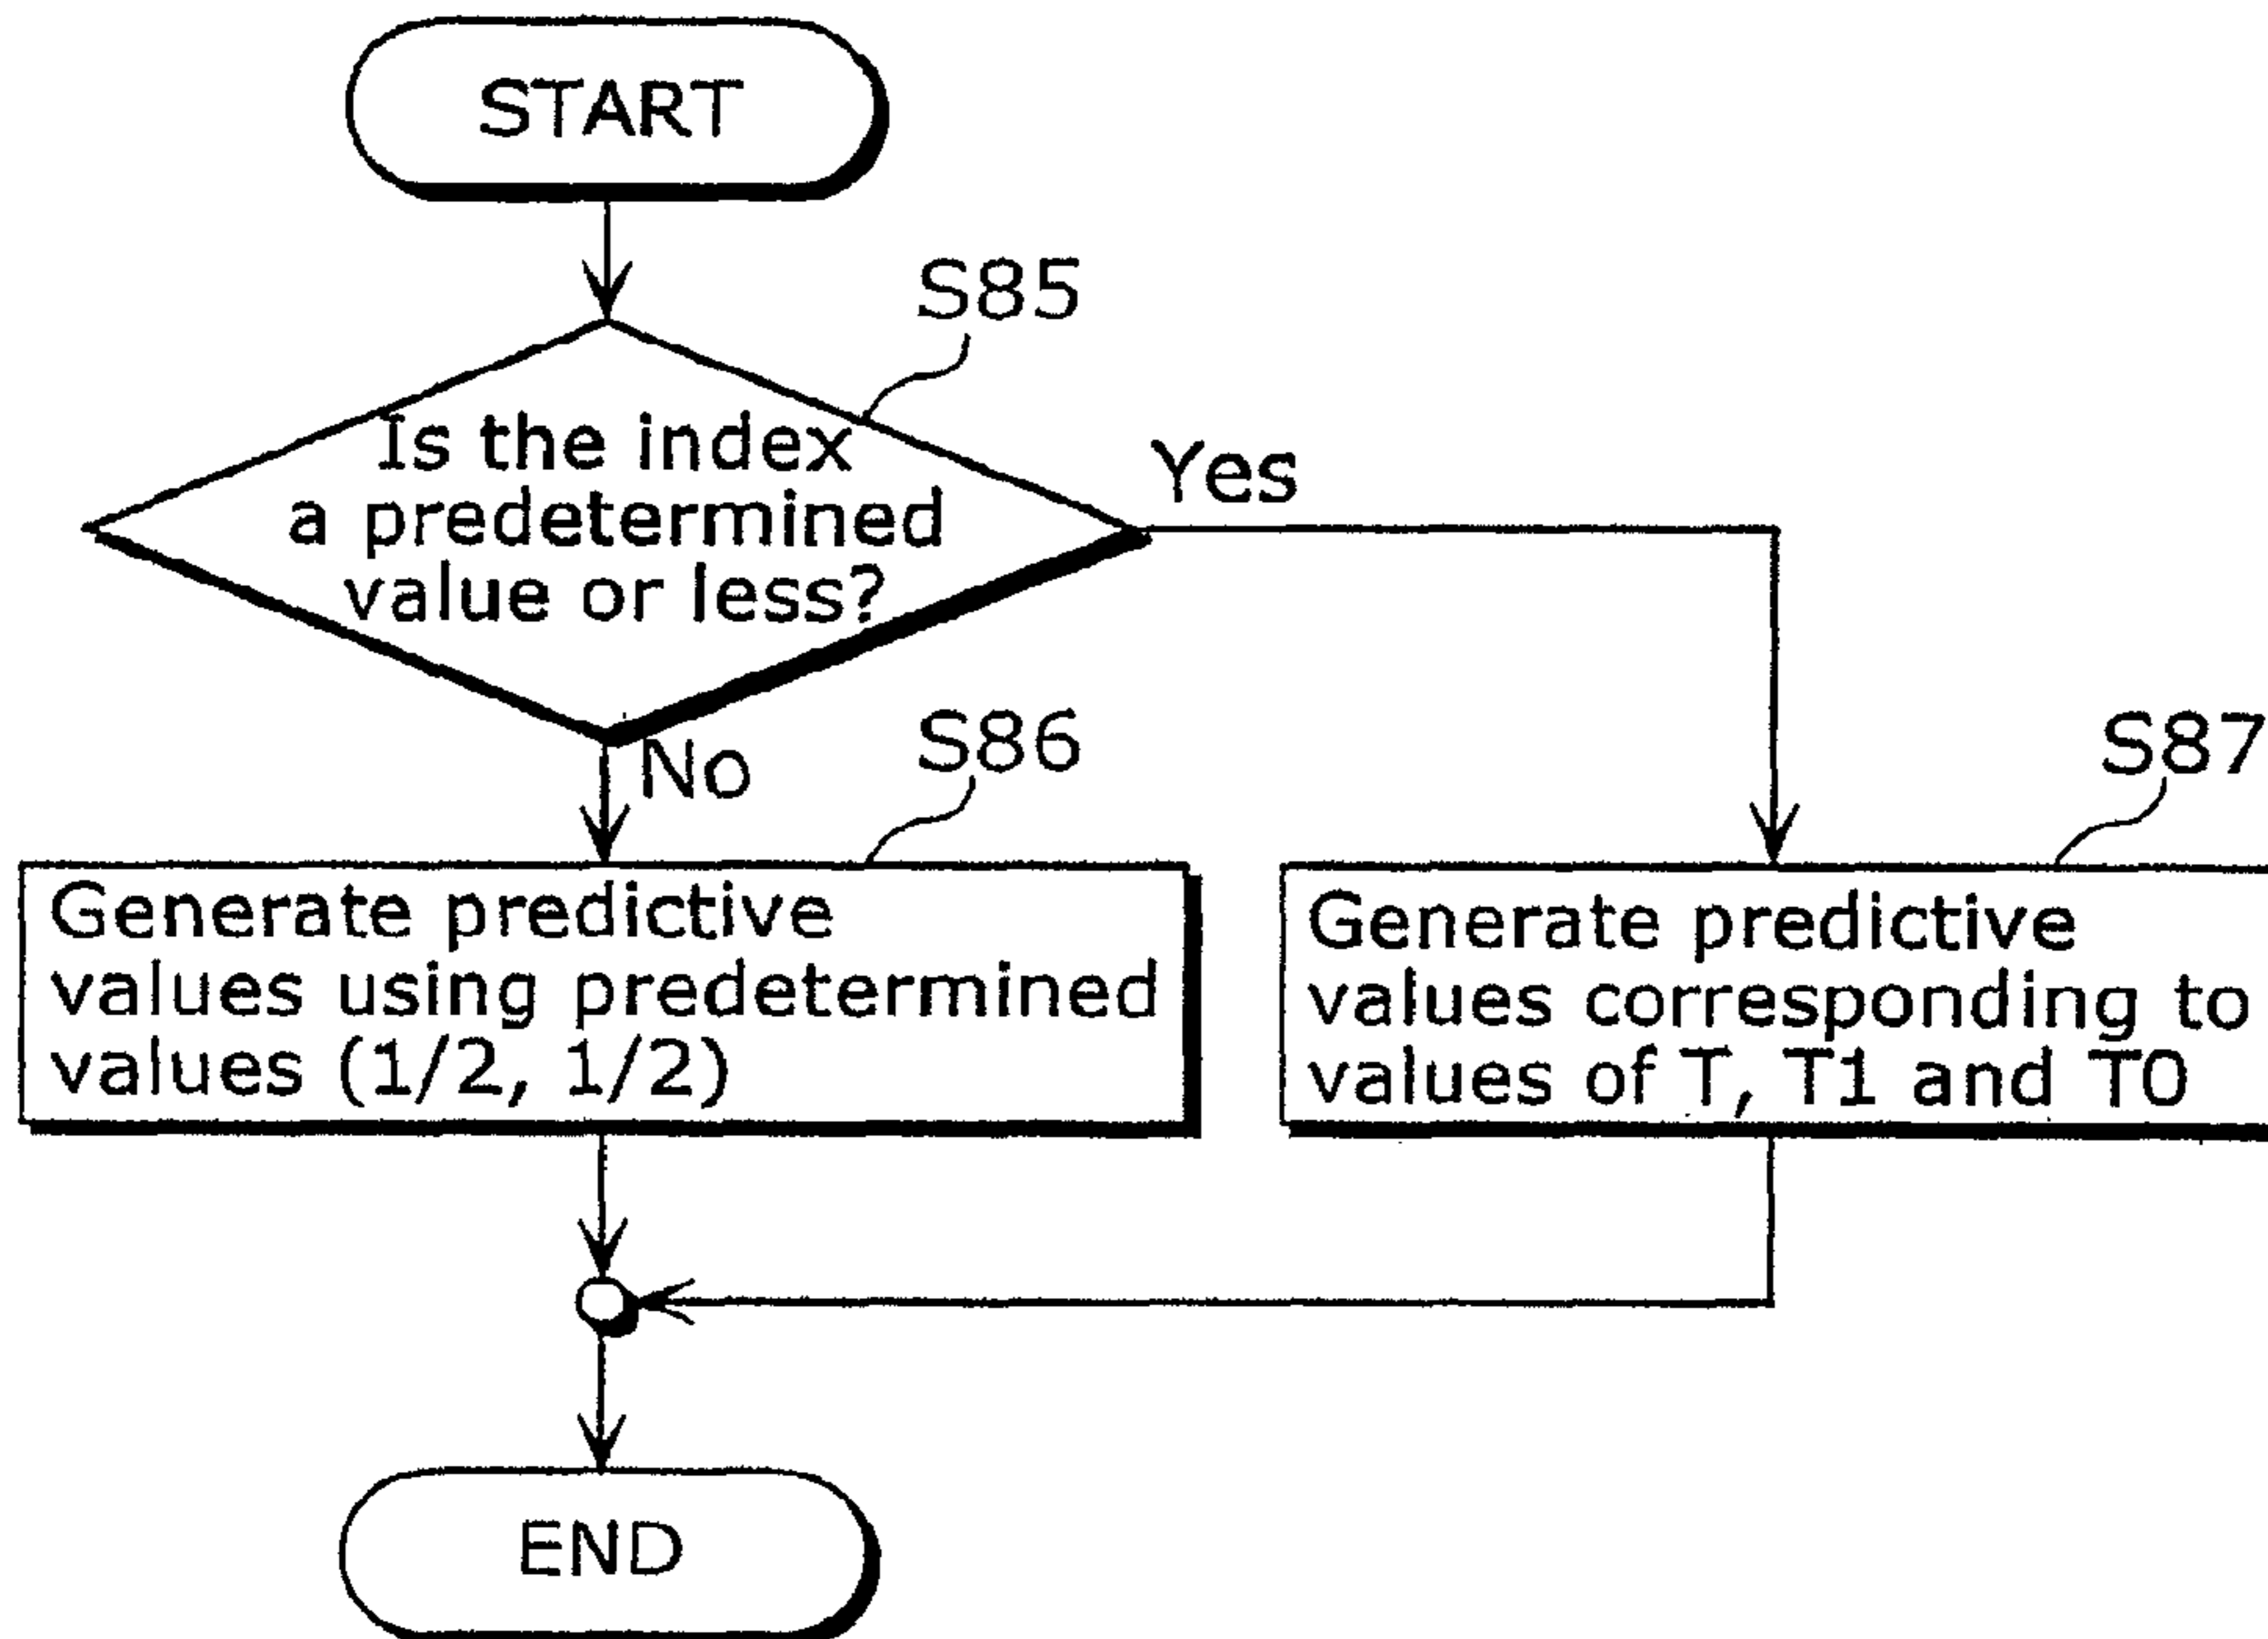 START
S85
Is the index
a predetermined
value or less?
Yes
No
S86
S87
Generate predictive
values using predetermined
values (1/2, 1/2)
Generate predictive
values corresponding to
values of T, T1 and T0
END